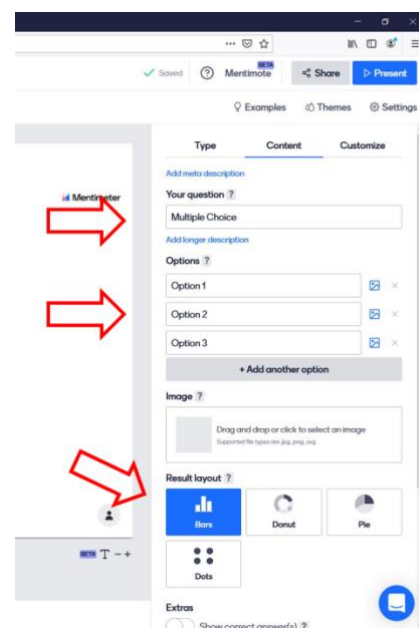 Saved ? BETA Mentimote Share Present
Examples Themes Settings
Type Content Customize
Add meta description
Mentimeter
Your question ?
Multiple Choice
Add longer description
Options ?
Option 1
Option 2
Option 3
+ Add another option
Image ?
Drag and drop or click to select an image
Supported file types are jpg, png, svg
Result layout ?
Bars Donut Pie
BETA T - +
Dots
Extras
Show correct answer(s) ?